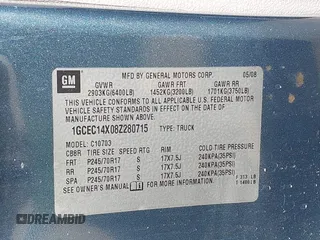 GM
MFD BY GENERAL MOTORS CORP. 05/08
GVWR GAWR FRT GAWR RR
2903KG(6400LB) 1452KG(3200LB) 1701KG(3750LB)
THIS VEHICLE CONFORMS TO ALL APPLICABLE U.S.
FEDERAL MOTOR VEHICLE SAFETY STANDARDS IN
EFFECT ON THE DATE OF
MANUFACTURE SHOWN ABOVE.
1GCEC14X08Z280715 TYPE: TRUCK
MODEL: C10703 COLD TIRE PRESSURE
TIRE SIZE SPEED RTG RIM
FRT P245/70R17 S 17X7.5J 240KPA(35PSI)
RR P245/70R17 S 17X7.5J 240KPA(35PSI)
SPA P245/70R17 S 17X7.5J 240KPA(35PSI)
SEE OWNER'S MANUAL
DREAMBID